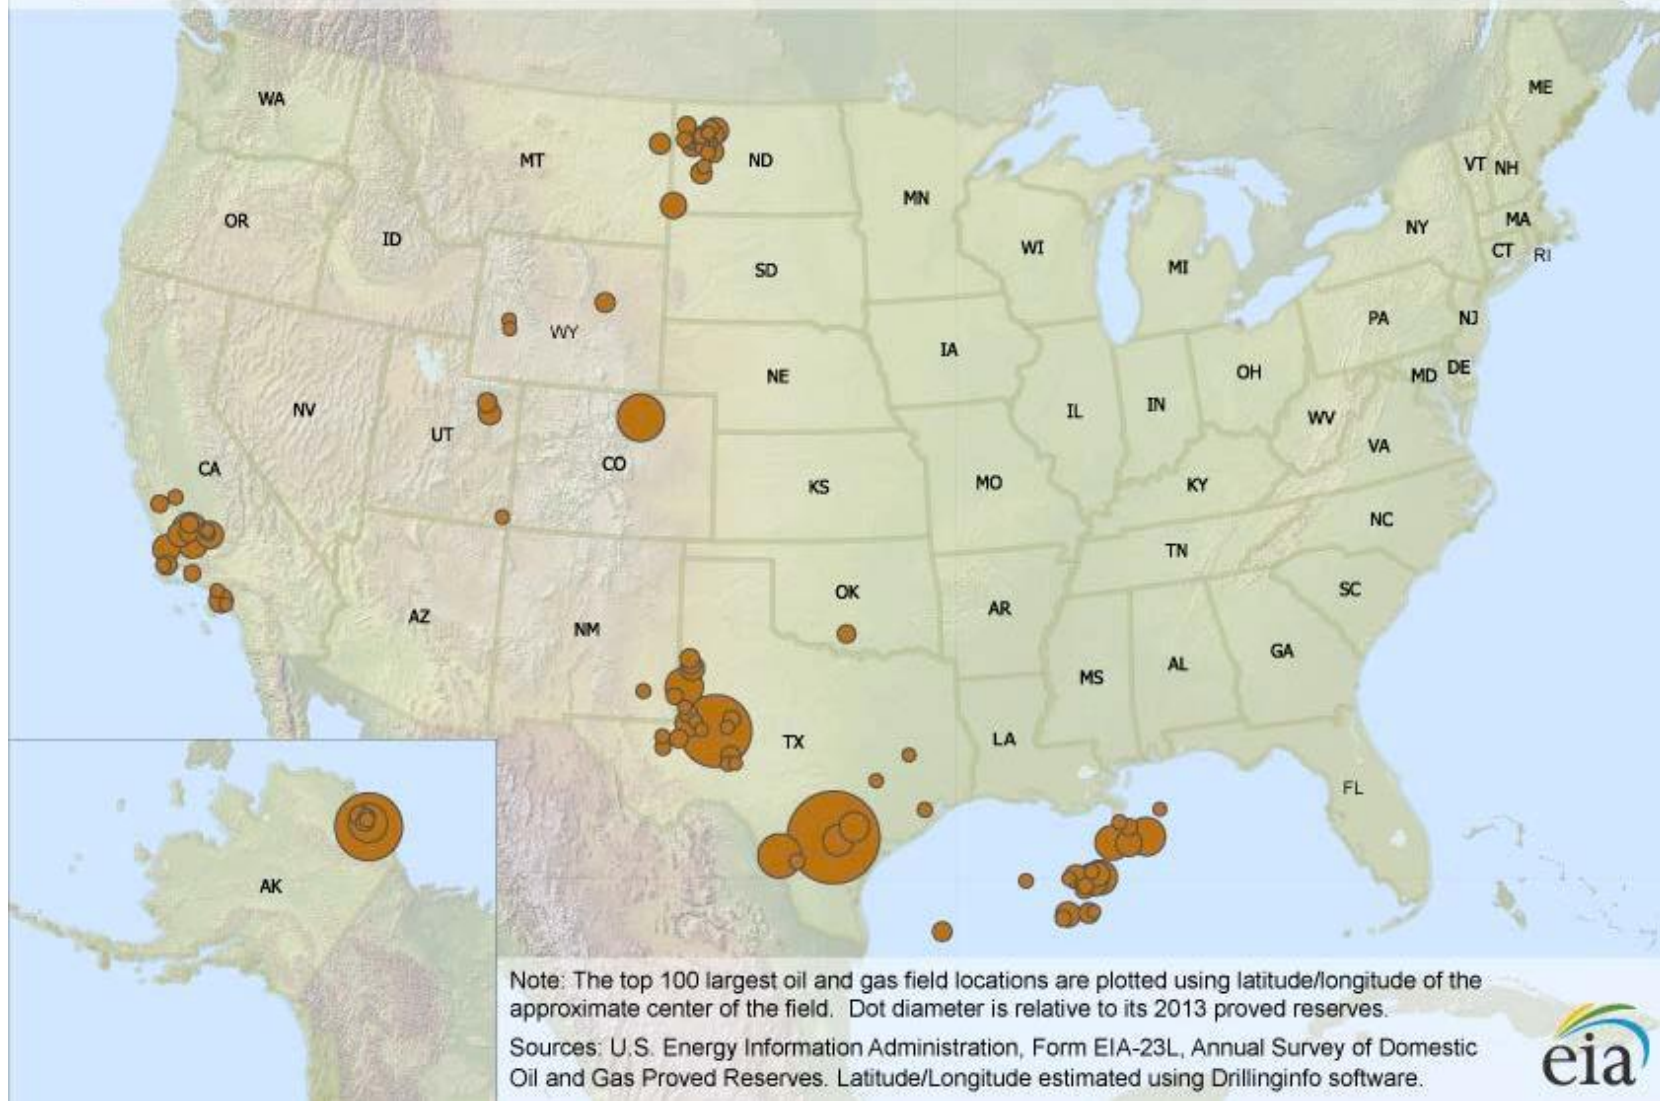 WA
ME
MT
ND
VT
NH
MN
OR
NY
MA
ID
WI
CT
RI
SD
MI
WY
PA
NJ
IA
NE
OH
MD
DE
NV
IL
IN
WV
UT
VA
CO
CA
KS
MO
KY
NC
TN
OK
SC
AR
AZ
NM
GA
AL
MS
TX
LA
FL
AK
Note: The top 100 largest oil and gas field locations are plotted using latitude/longitude of the
approximate center of the field. Dot diameter is relative to its 2013 proved reserves.
Sources: U.S. Energy Information Administration, Form EIA-23L, Annual Survey of Domestic
Oil and Gas Proved Reserves. Latitude/Longitude estimated using Drillinginfo software.
eia